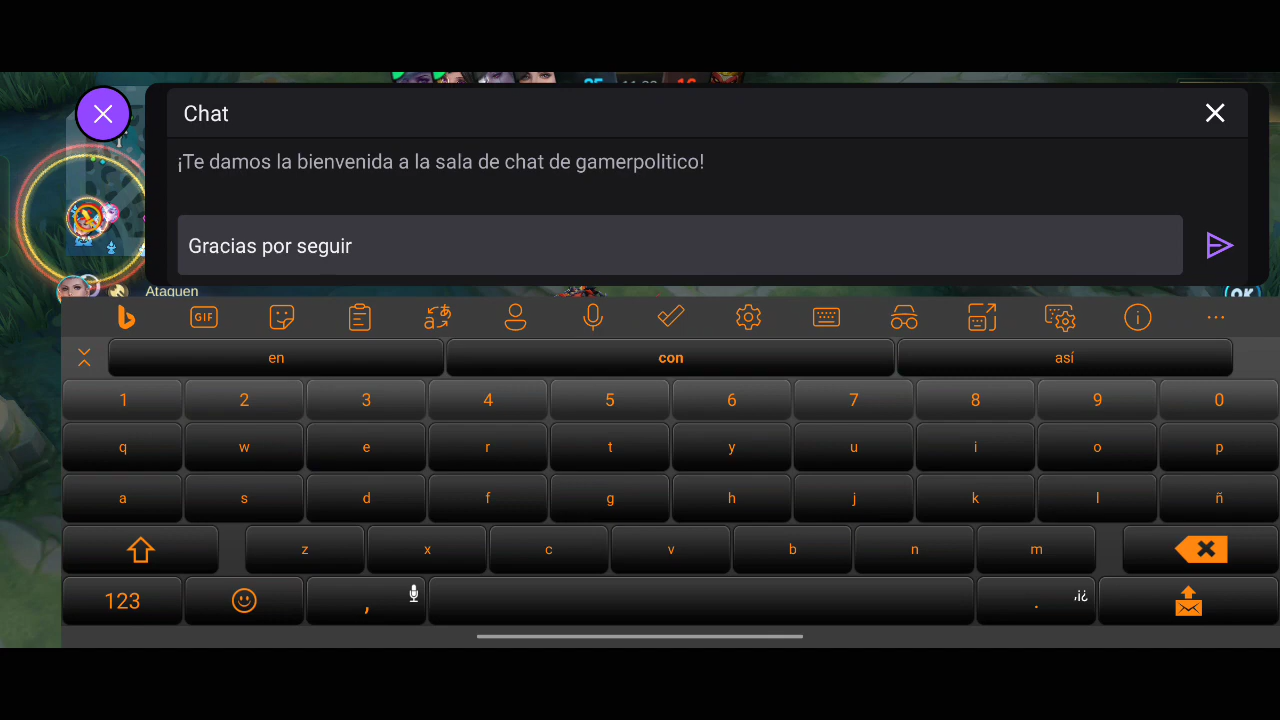 Chat
¡Te damos la bienvenida a la sala de chat de gamerpolitico!
Gracias por seguir
Ataquen
GIF
en con así
1 2 3 4 5 6 7 8 9 0
q w e r t y u i o p
a s d f g h j k l ñ
z x c v b n m
123 , . ,¡¿